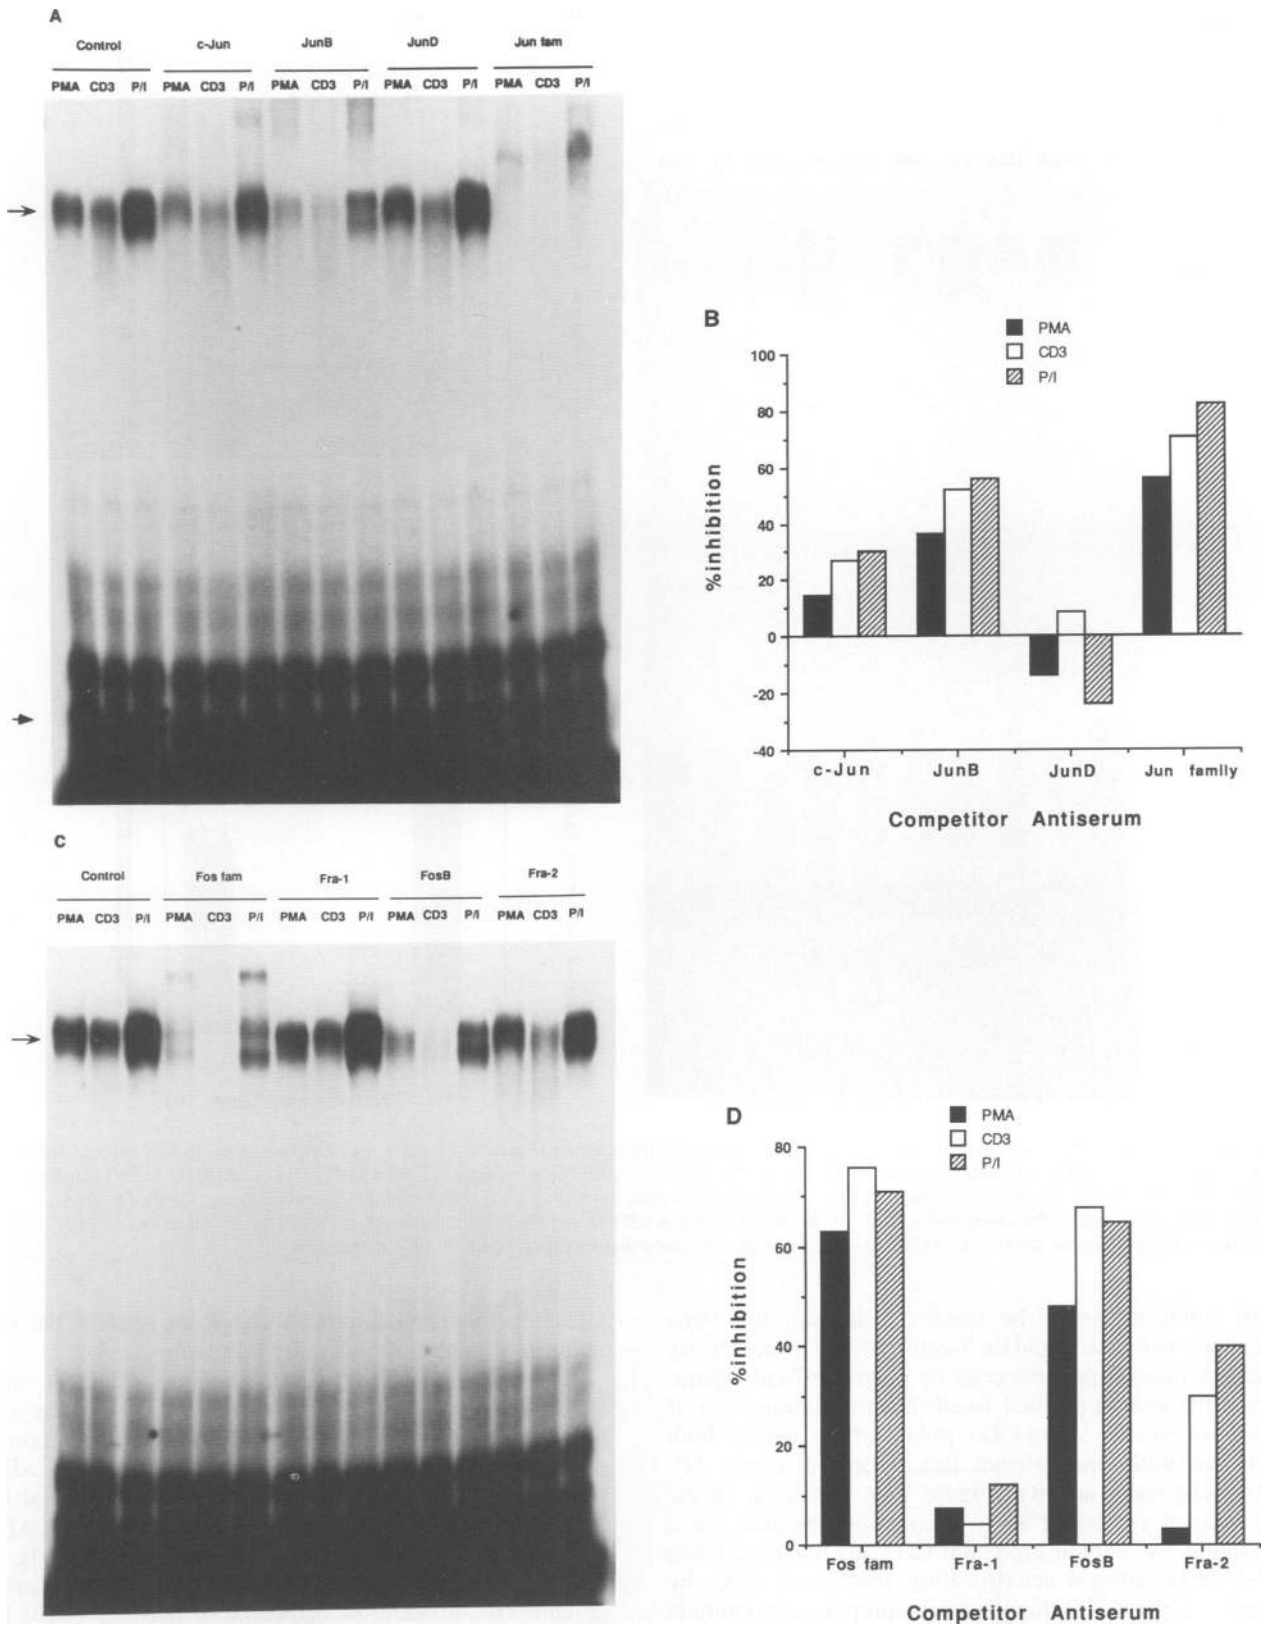 A
Control c-Jun JunB JunD Jun fam
PMA CD3 P/I PMA CD3 P/I PMA CD3 P/I PMA CD3 P/I PMA CD3 P/I
B
PMA
CD3
P/I
100
80
60
40
20
0
-20
-40
%inhibition
c-Jun JunB JunD Jun family
Competitor Antiserum
C
Control Fos fam Fra-1 FosB Fra-2
PMA CD3 P/I PMA CD3 P/I PMA CD3 P/I PMA CD3 P/I PMA CD3 P/I
D
PMA
CD3
P/I
80
60
40
20
0
%inhibition
Fos fam Fra-1 FosB Fra-2
Competitor Antiserum